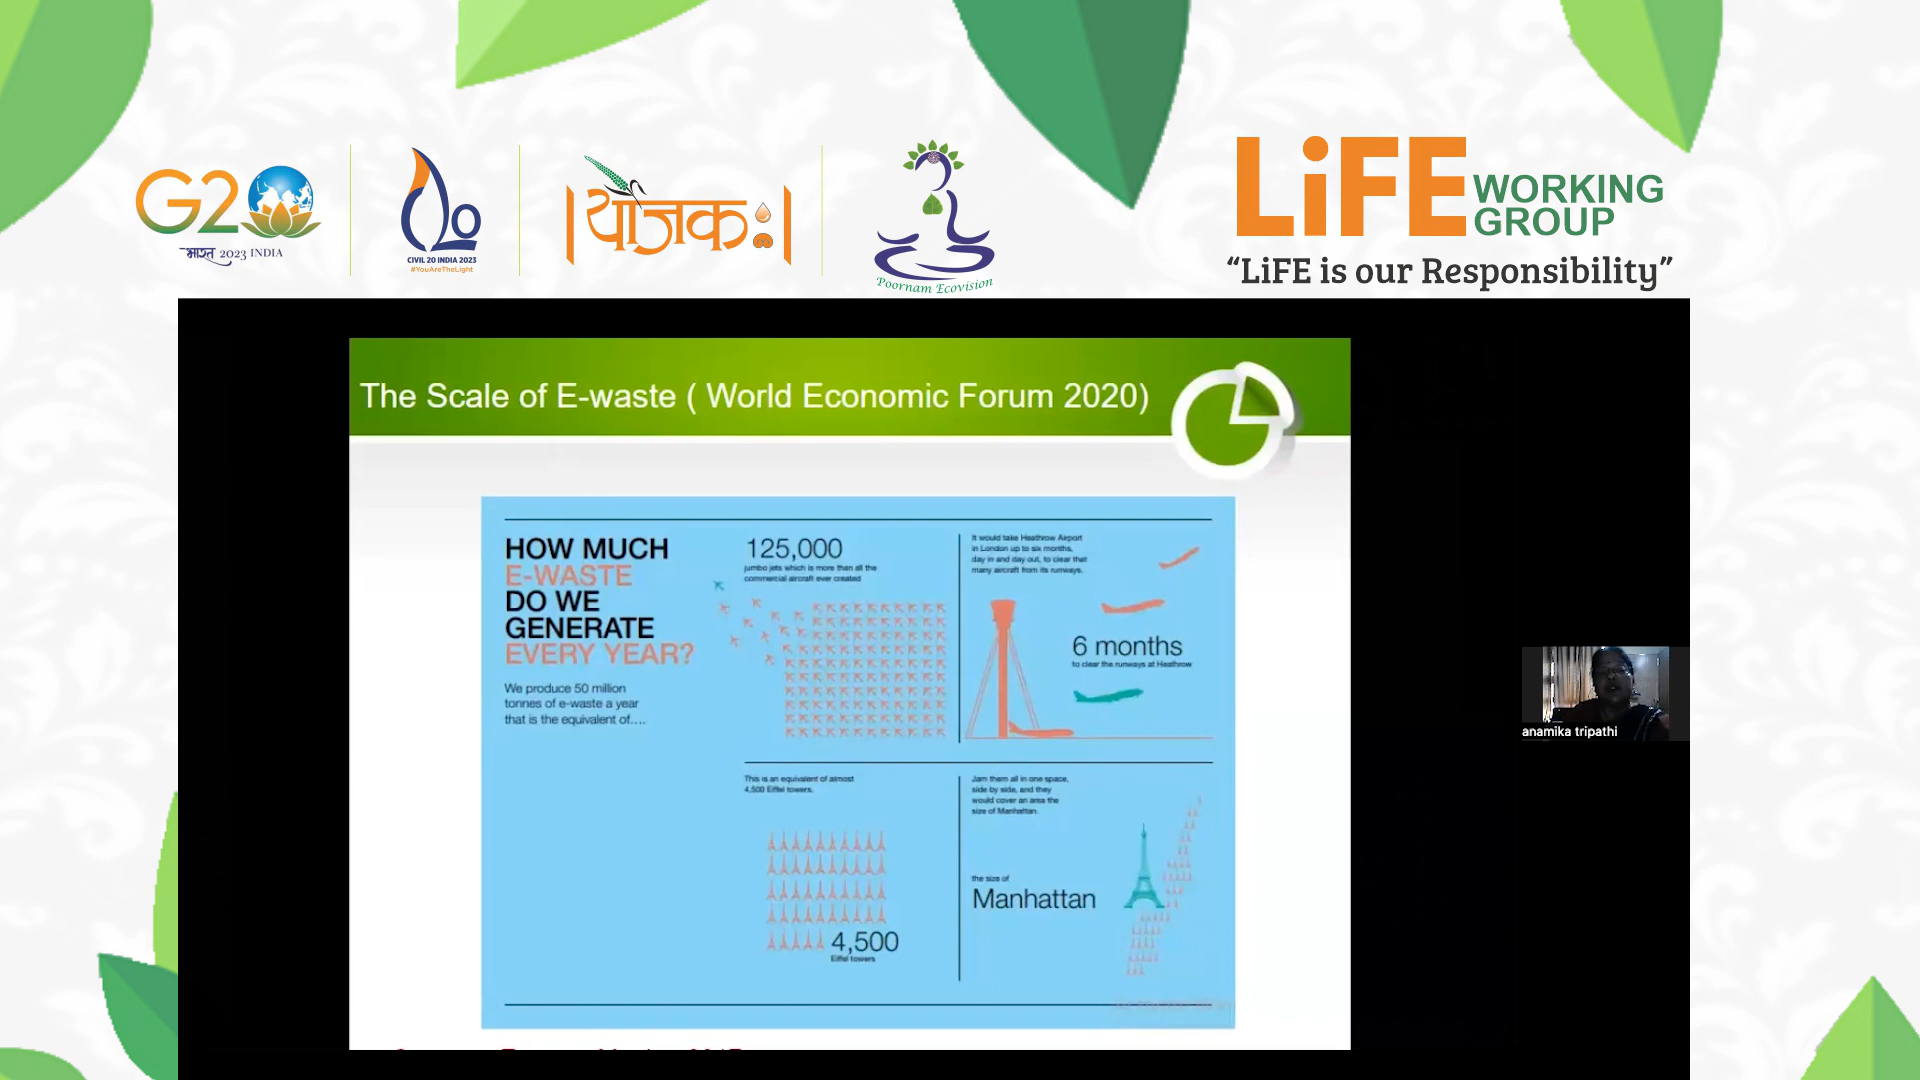 G20
भारत 2023 INDIA
CIVIL 20 INDIA 2023
#YouAreTheLight
योजकः
Poornam Ecovision
LiFE WORKING
GROUP
“LiFE is our Responsibility”
The Scale of E-waste ( World Economic Forum 2020)
HOW MUCH
E-WASTE
DO WE
GENERATE
EVERY YEAR?
We produce 50 million
tonnes of e-waste a year
that is the equivalent of....
125,000
jumbo jets which is more than all the
commercial aircraft ever created
It would take Heathrow Airport
in London up to six months,
day in and day out, to clear that
many aircraft from its runways.
6 months
to clear the runways at Heathrow
This is an equivalent of almost
4,500 Eiffel towers.
4,500
Eiffel towers
Jam them all in one space,
side by side, and they
would cover an area the
size of Manhattan.
the size of
Manhattan
anamika tripathi